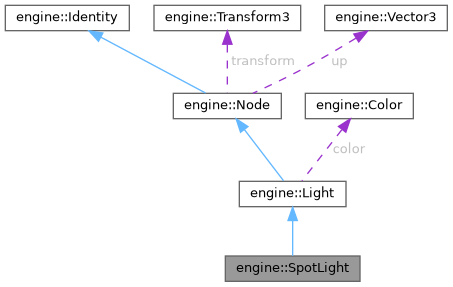 engine::Identity
engine::Transform3
engine::Vector3
transform
up
engine::Node
engine::Color
color
engine::Light
engine::SpotLight